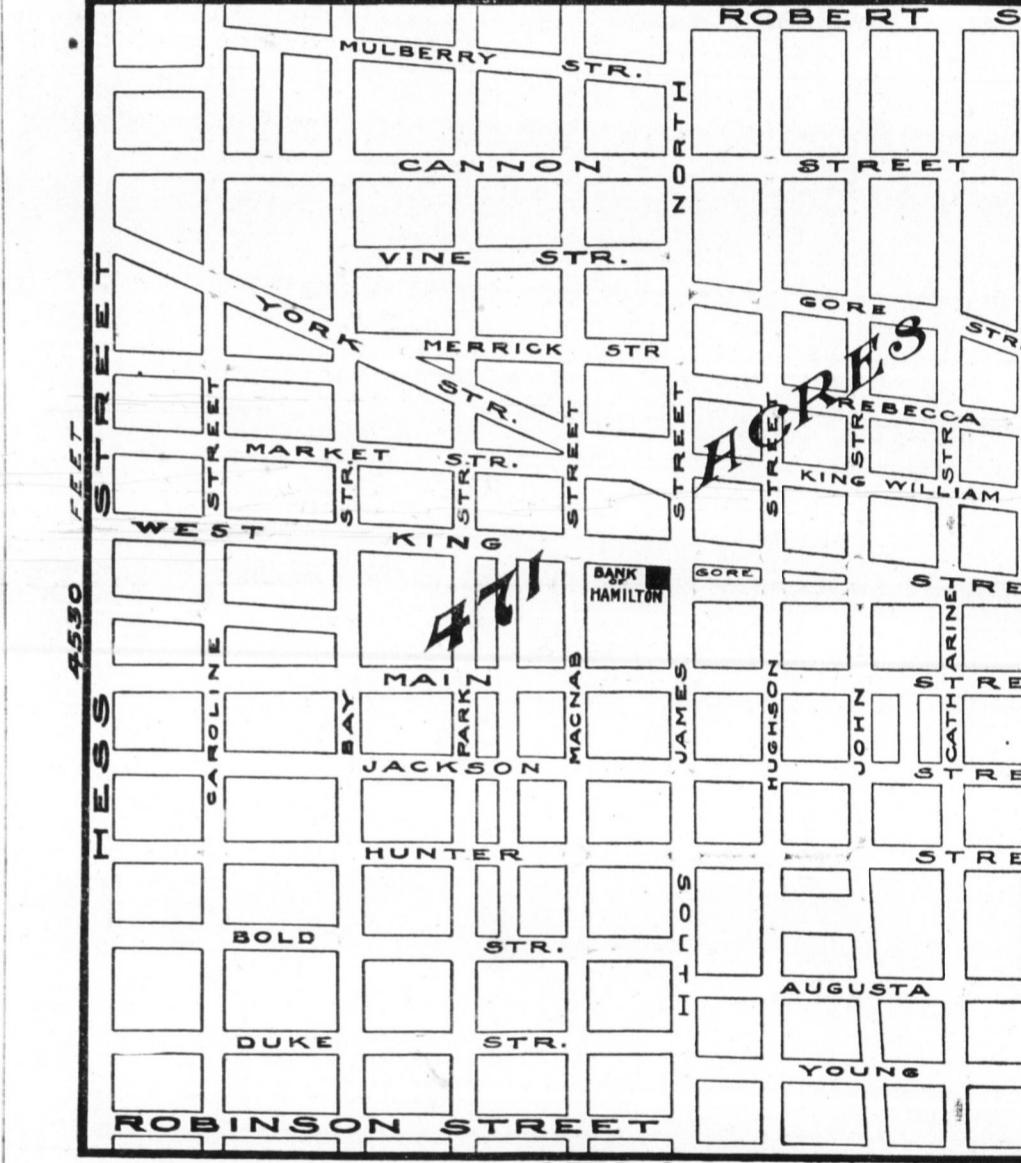 ROBERT S
MULBERRY STR.
CANNON STREET
NORTH
VINE STR.
YORK STR.
GORE STR.
MERRICK STR
ACRES
REBECCA
MARKET STR.
KING WILLIAM
STREET
STR.
STR.
STREET
STREET
STREET
STR.
STR.
WEST KING STRE
471
BANK
OF
HAMILTON
GORE
4530 FEET
HESS STREET
CAROLINE
BAY
PARK
MACNAB
JAMES
HUGHSON
JOHN
CATHARINE
MAIN STRE
JACKSON STRE
HUNTER STRE
SOUTH
BOLD STR.
AUGUSTA
DUKE STR.
YOUNG
ROBINSON STREET